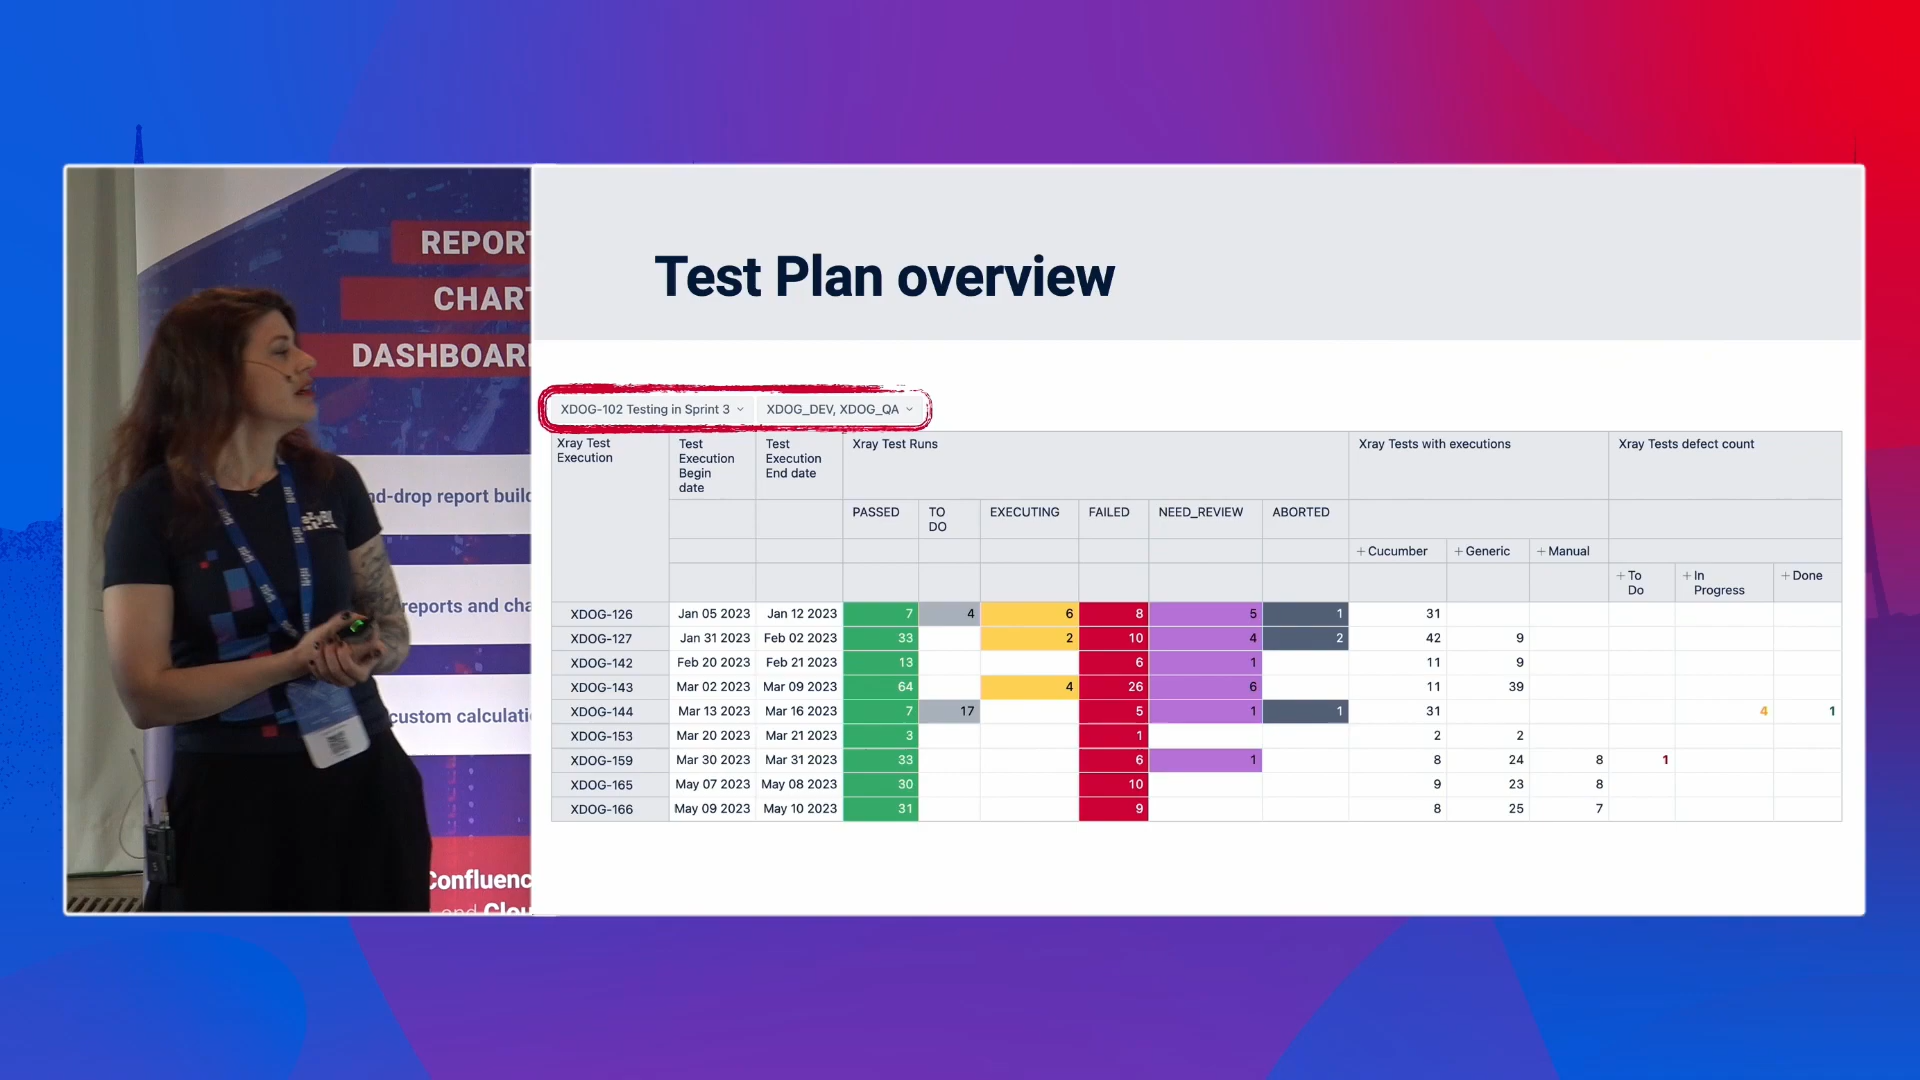 REPORT
CHART
DASHBOAR
nd-drop report build
reports and cha
custom calculati
Confluenc
and Clou
Test Plan overview
XDOG-102 Testing in Sprint 3 XDOG_DEV, XDOG_QA
Xray Test Execution Test Execution Begin date Test Execution End date Xray Test Runs Xray Tests with executions Xray Tests defect count
PASSED TO DO EXECUTING FAILED NEED_REVIEW ABORTED
+ Cucumber + Generic + Manual
+ To Do + In Progress + Done
XDOG-126 Jan 05 2023 Jan 12 2023 7 4 6 8 5 1 31
XDOG-127 Jan 31 2023 Feb 02 2023 33 2 10 4 2 42 9
XDOG-142 Feb 20 2023 Feb 21 2023 13 6 1 11 9
XDOG-143 Mar 02 2023 Mar 09 2023 64 4 26 6 11 39
XDOG-144 Mar 13 2023 Mar 16 2023 7 17 5 1 1 31 4 1
XDOG-153 Mar 20 2023 Mar 21 2023 3 1 2 2
XDOG-159 Mar 30 2023 Mar 31 2023 33 6 1 8 24 8 1
XDOG-165 May 07 2023 May 08 2023 30 10 9 23 8
XDOG-166 May 09 2023 May 10 2023 31 9 8 25 7